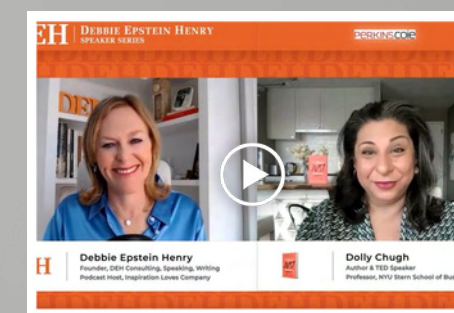 EH | DEBBIE EPSTEIN HENRY
SPEAKER SERIES
PERKINSCOIE
DEH
H
Debbie Epstein Henry
Founder, DEH Consulting, Speaking, Writing
Podcast Host, Inspiration Loves Company
Dolly Chugh
Author & TED Speaker
Professor, NYU Stern School of Bus